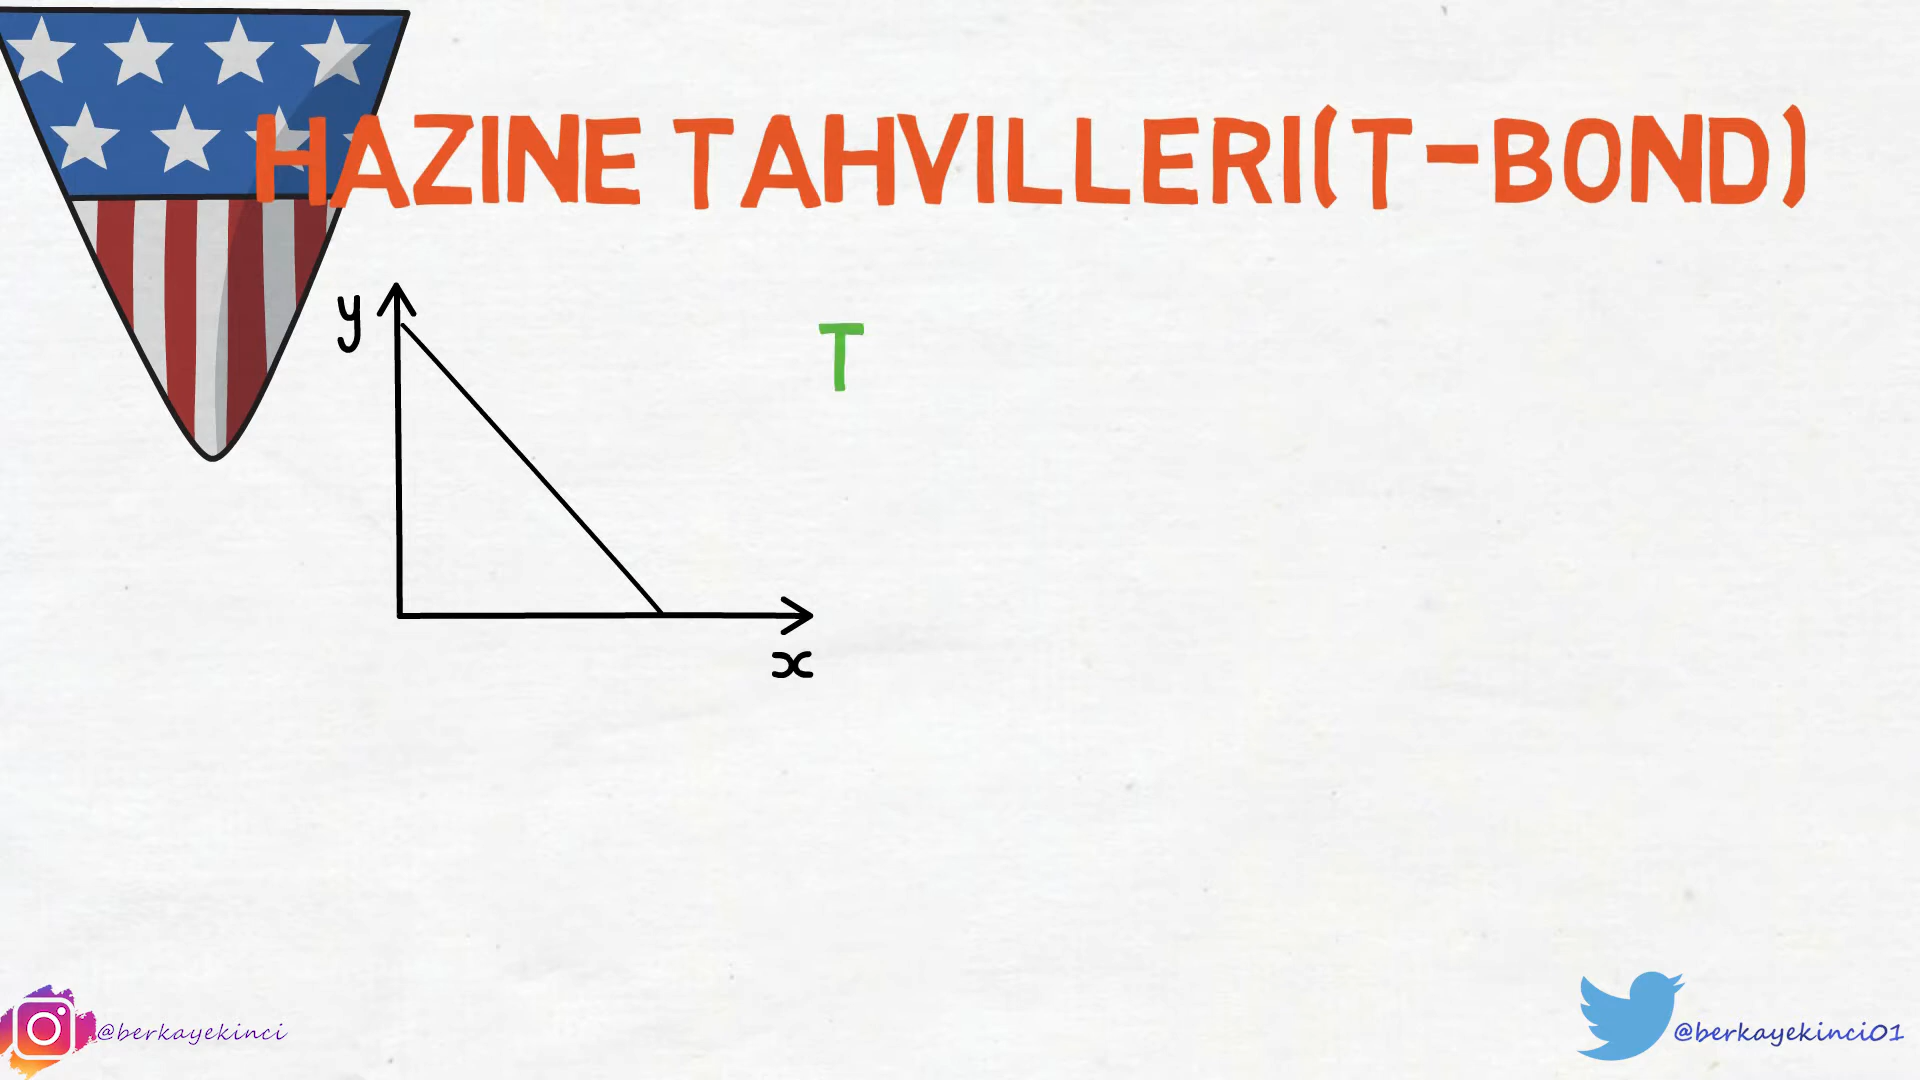 HAZINE TAHVILLERI(T-BOND)
y
T
x
@berkayekinci
@berkayekinci01